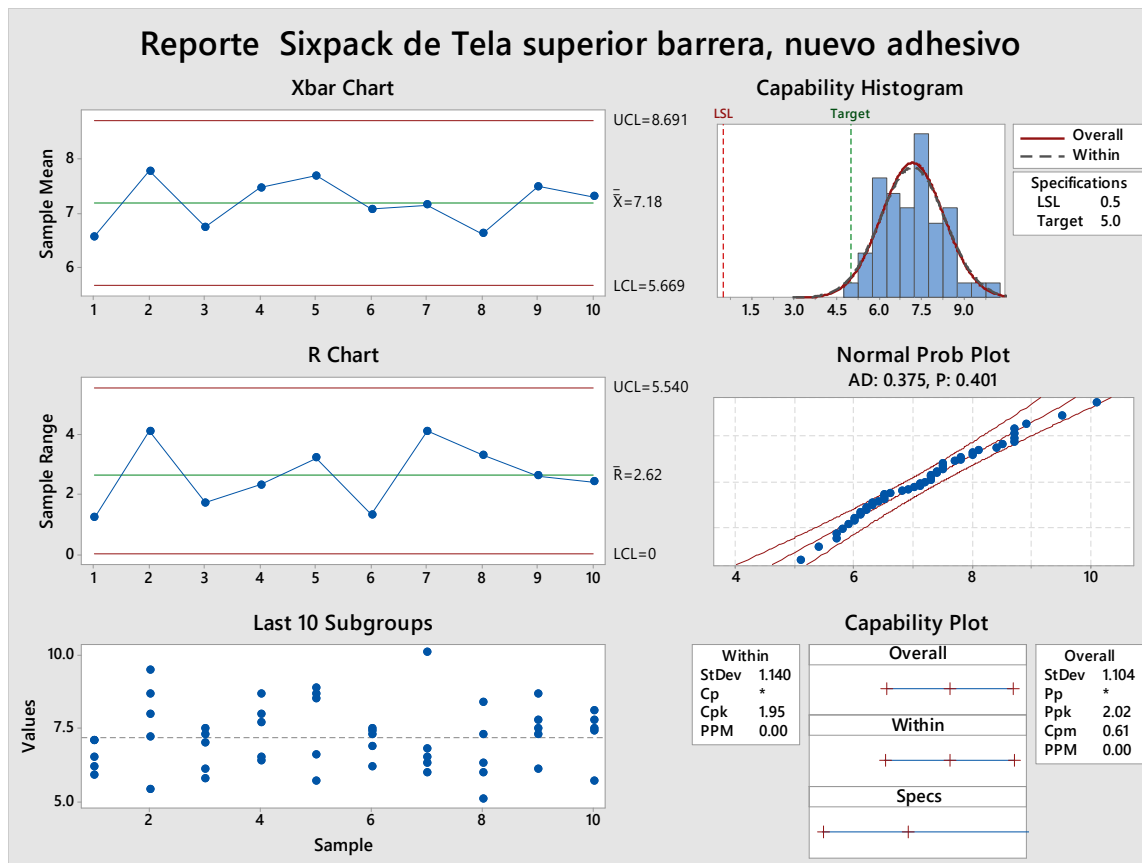 Reporte Sixpack de Tela superior barrera, nuevo adhesivo
Xbar Chart
Sample Mean
8
7
6
1 2 3 4 5 6 7 8 9 10
UCL=8.691
X=7.18
LCL=5.669
Capability Histogram
LSL Target
1.5 3.0 4.5 6.0 7.5 9.0
Overall
Within
Specifications
LSL 0.5
Target 5.0
R Chart
Sample Range
4
2
0
1 2 3 4 5 6 7 8 9 10
UCL=5.540
R=2.62
LCL=0
Normal Prob Plot
AD: 0.375, P: 0.401
4 6 8 10
Last 10 Subgroups
Values
10.0
7.5
5.0
2 4 6 8 10
Sample
Capability Plot
Within
StDev 1.140
Cp *
Cpk 1.95
PPM 0.00
Overall
Within
Specs
Overall
StDev 1.104
Pp *
Ppk 2.02
Cpm 0.61
PPM 0.00